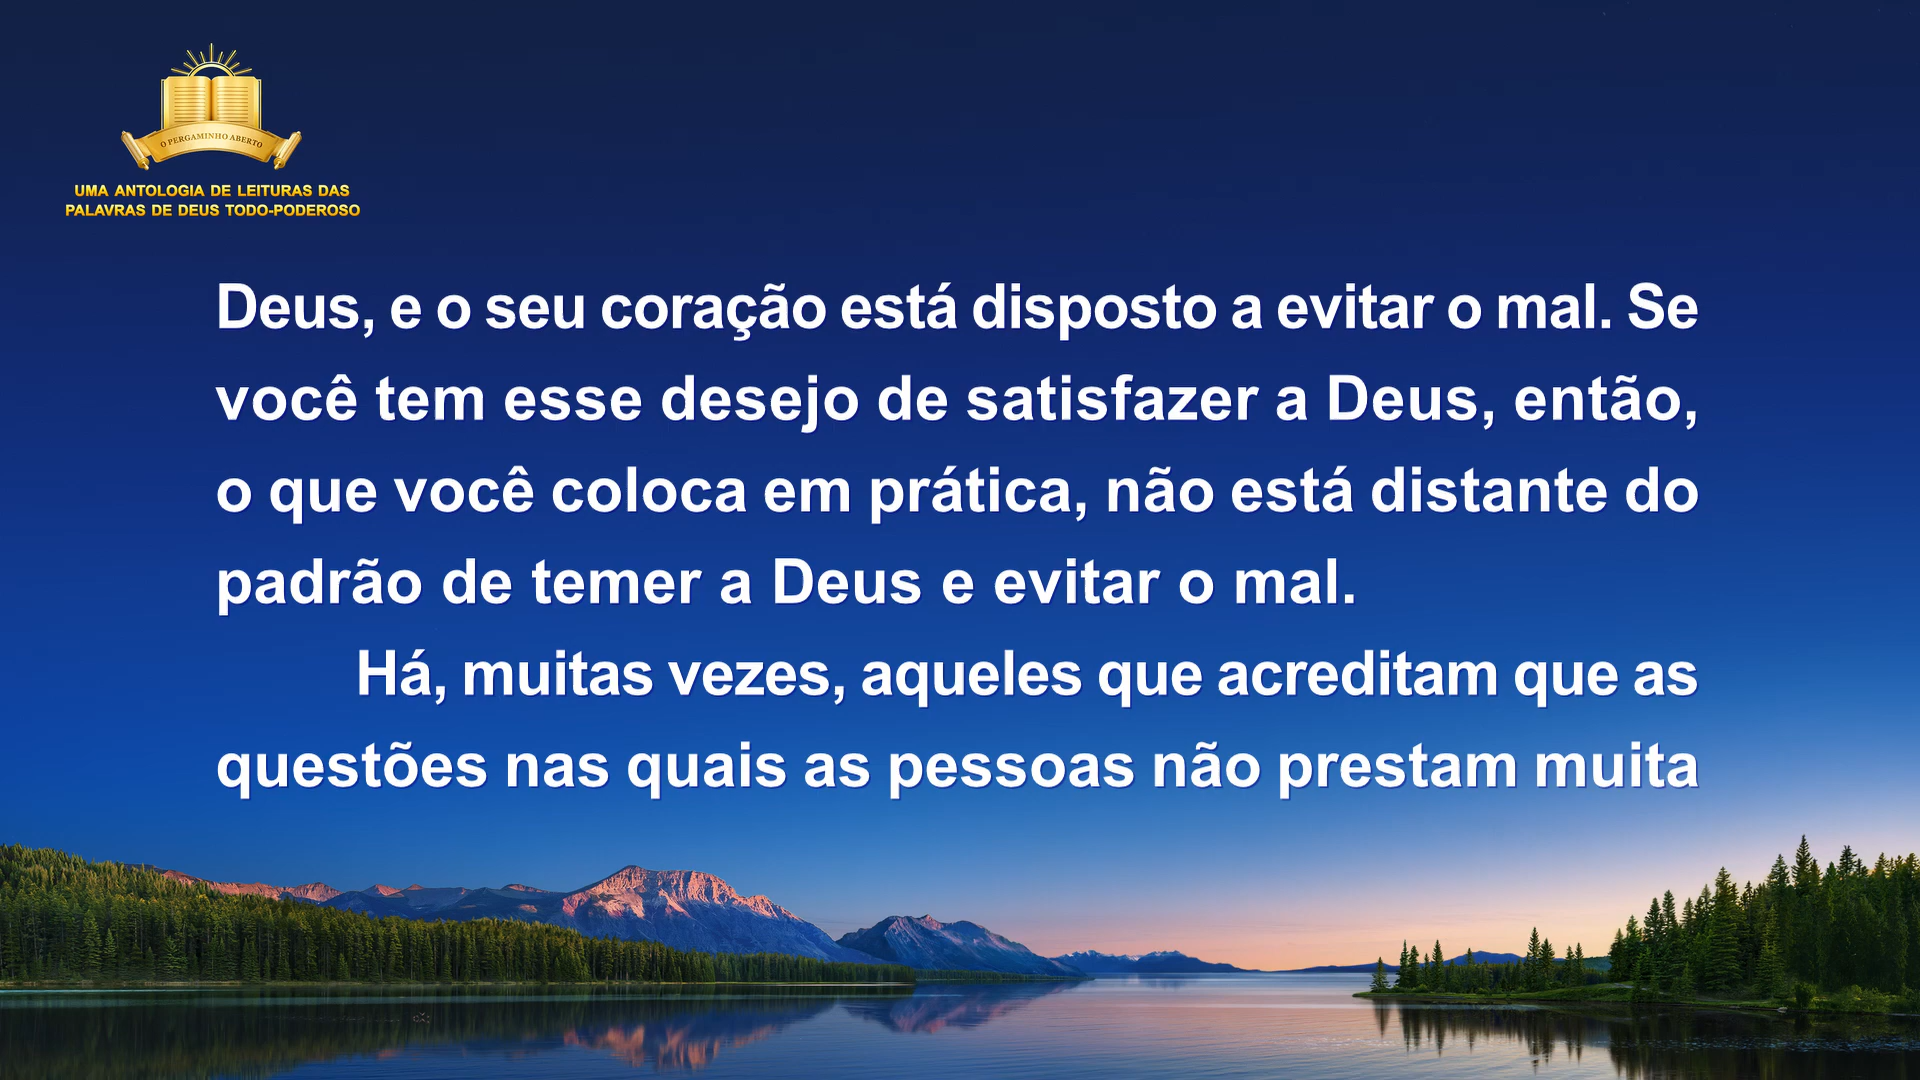 O PERGAMINHO ABERTO
UMA ANTOLOGIA DE LEITURAS DAS
PALAVRAS DE DEUS TODO-PODEROSO
Deus, e o seu coração está disposto a evitar o mal. Se
você tem esse desejo de satisfazer a Deus, então,
o que você coloca em prática, não está distante do
padrão de temer a Deus e evitar o mal.
Há, muitas vezes, aqueles que acreditam que as
questões nas quais as pessoas não prestam muita